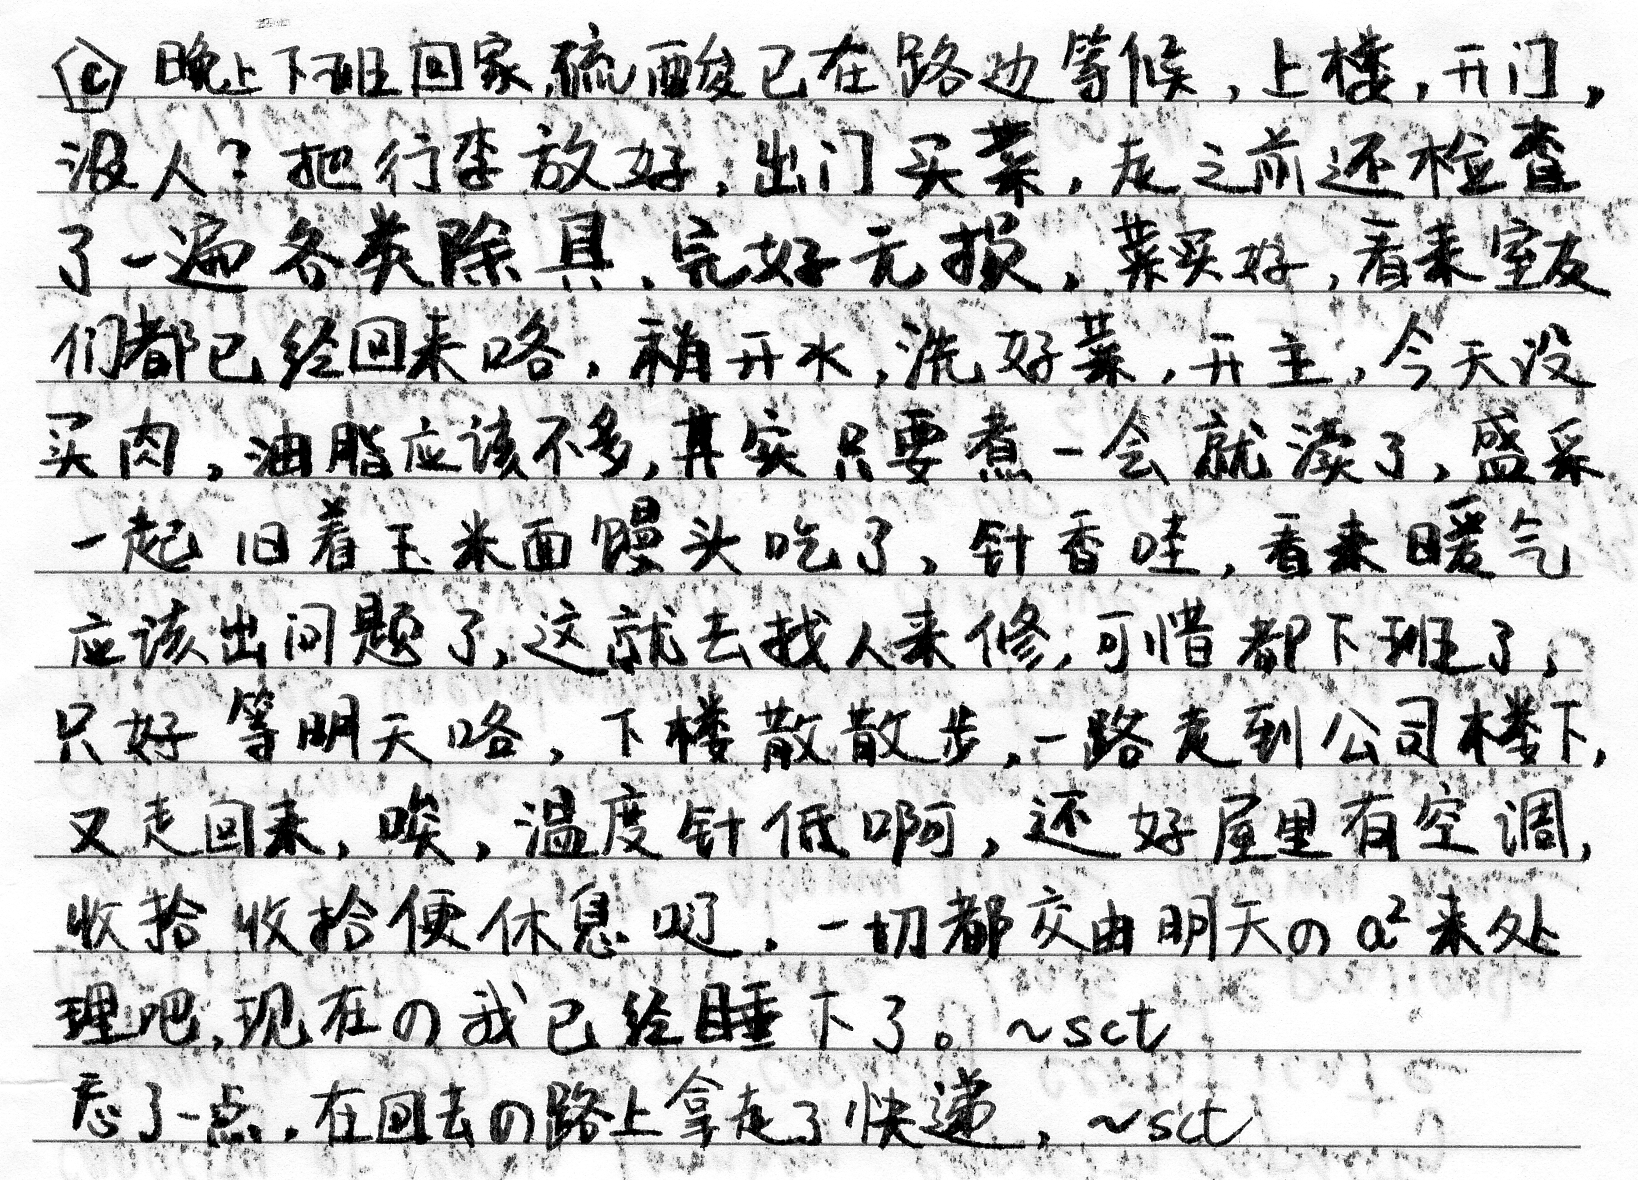 C 晚上下班回家,硫酸已在路边等候,上楼,开门,
没人?把行李放好,出门买菜,走之前还检查
了一遍各类除具,完好无损,菜买好,看来室友
们都已经回来咯,稍开水,洗好菜,开主,今天没
买肉,油脂应该不多,其实只要煮一会就渎了,盛采
一起旧着玉米面馒头吃了,针香哇,看来暖气
应该出问题了,这就去找人来修,可惜都下班了,
只好等明天咯,下楼散散步,一路走到公司楼下,
又走回来,唉,温度针低啊,还好屋里有空调,
收拾收拾便休息啰,一切都交由明天の a²来处
理吧,现在の我已经睡下了。~sct
忘了一点,在回去の路上拿走了快递,~sct